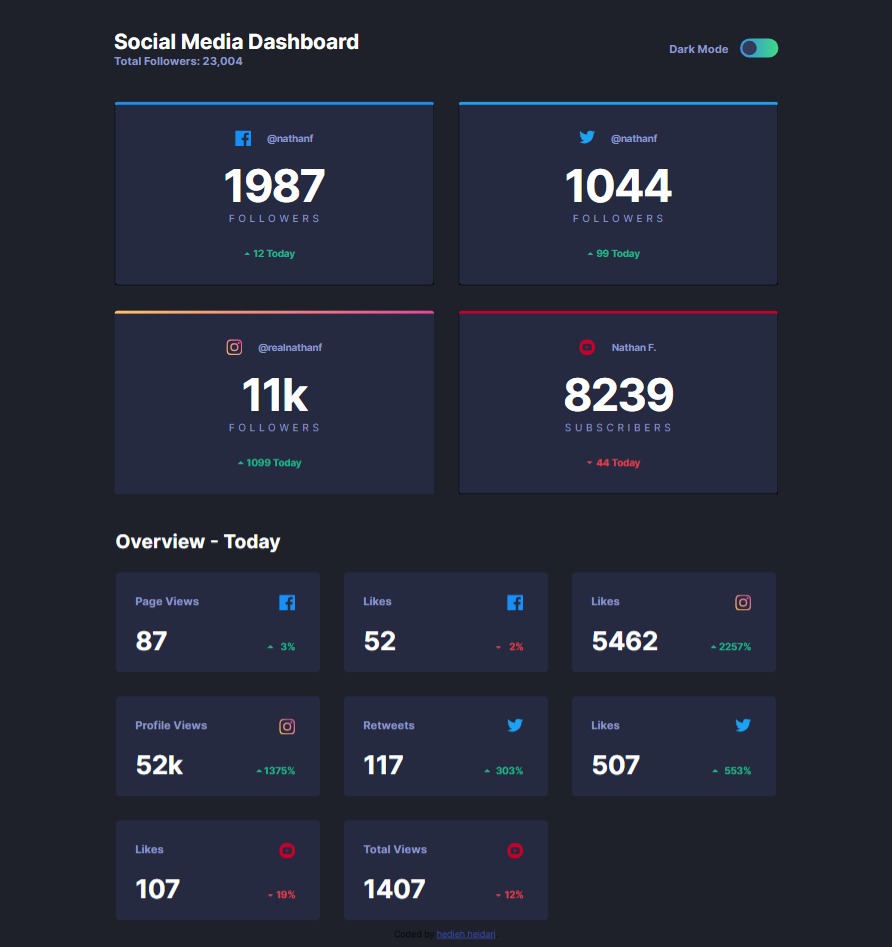 Social Media Dashboard
Total Followers: 23,004
Dark Mode
@nathanf
1987
FOLLOWERS
12 Today
@nathanf
1044
FOLLOWERS
99 Today
@realnathanf
11k
FOLLOWERS
1099 Today
Nathan F.
8239
SUBSCRIBERS
44 Today
Overview - Today
Page Views
87
3%
Likes
52
2%
Likes
5462
2257%
Profile Views
52k
1375%
Retweets
117
303%
Likes
507
553%
Likes
107
19%
Total Views
1407
12%
Coded by hedieh heidari